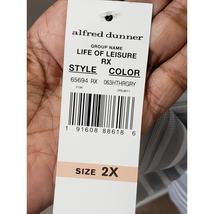 alfred dunner
GROUP NAME
LIFE OF LEISURE
RX
STYLE COLOR
65694 RX 063HTHRGRY
1 91608 88618 6
SIZE 2X